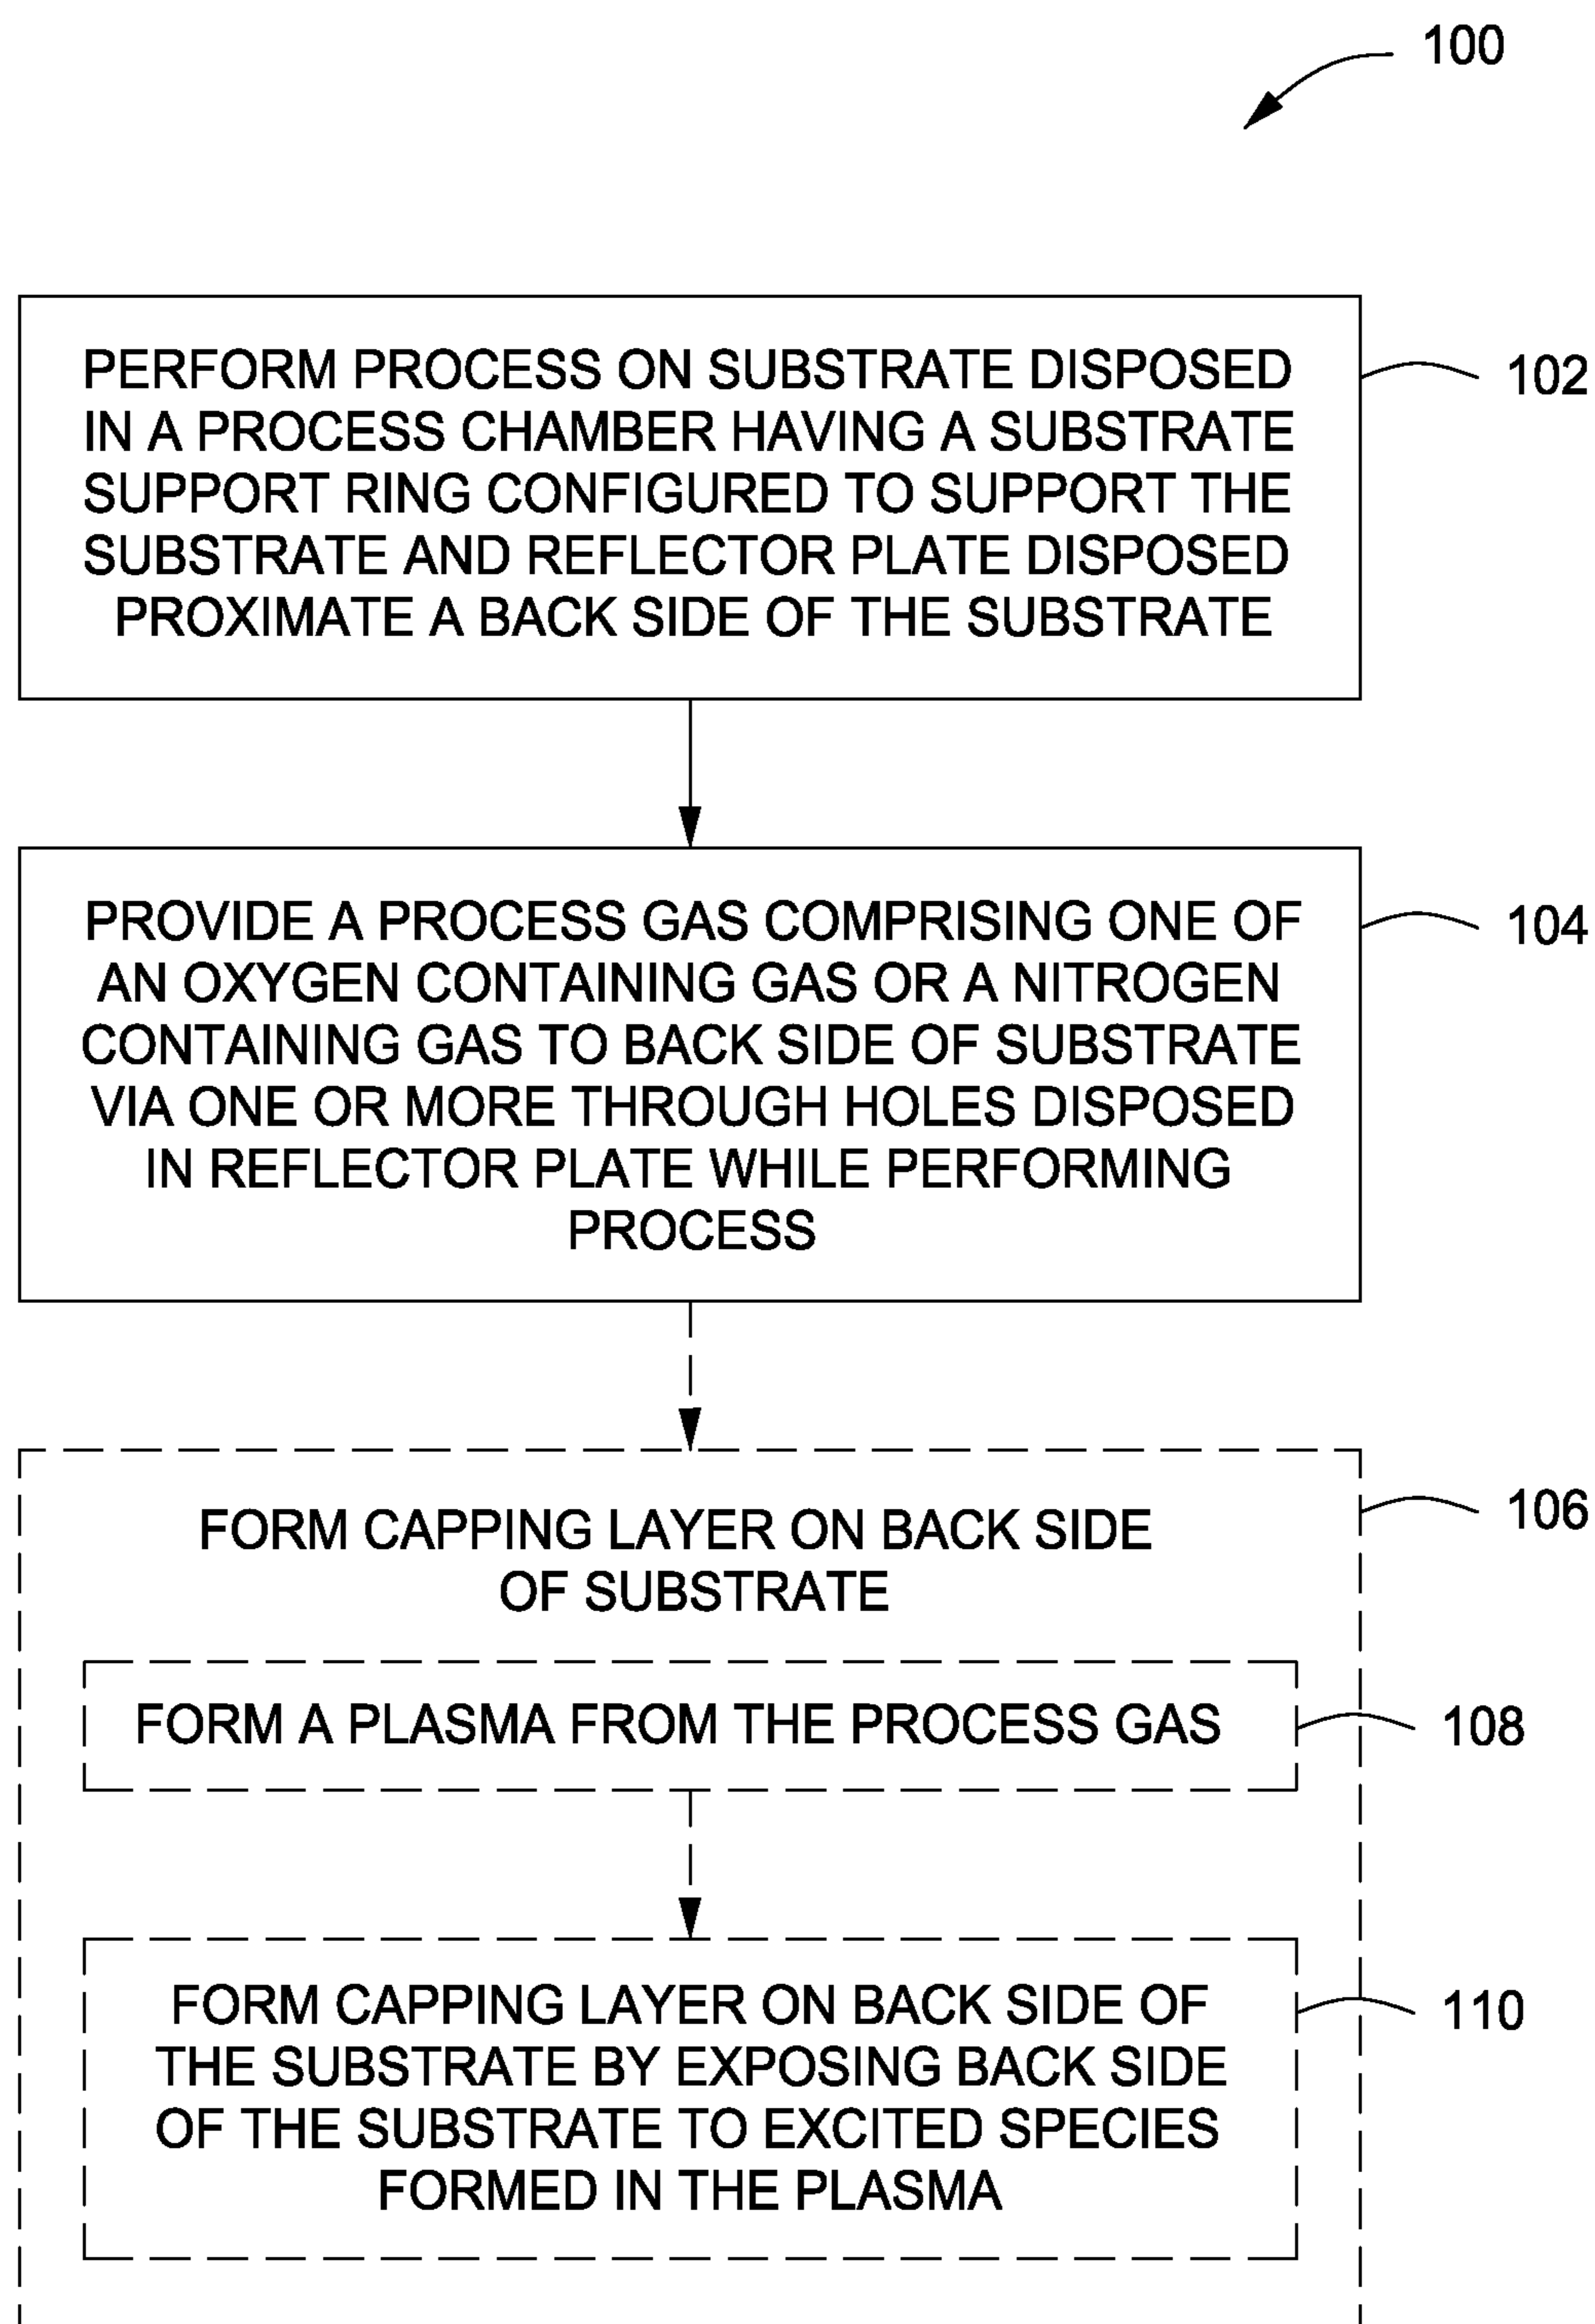 100
PERFORM PROCESS ON SUBSTRATE DISPOSED
IN A PROCESS CHAMBER HAVING A SUBSTRATE
SUPPORT RING CONFIGURED TO SUPPORT THE
SUBSTRATE AND REFLECTOR PLATE DISPOSED
PROXIMATE A BACK SIDE OF THE SUBSTRATE
102
PROVIDE A PROCESS GAS COMPRISING ONE OF
AN OXYGEN CONTAINING GAS OR A NITROGEN
CONTAINING GAS TO BACK SIDE OF SUBSTRATE
VIA ONE OR MORE THROUGH HOLES DISPOSED
IN REFLECTOR PLATE WHILE PERFORMING
PROCESS
104
FORM CAPPING LAYER ON BACK SIDE
OF SUBSTRATE
106
FORM A PLASMA FROM THE PROCESS GAS
108
FORM CAPPING LAYER ON BACK SIDE OF
THE SUBSTRATE BY EXPOSING BACK SIDE
OF THE SUBSTRATE TO EXCITED SPECIES
FORMED IN THE PLASMA
110